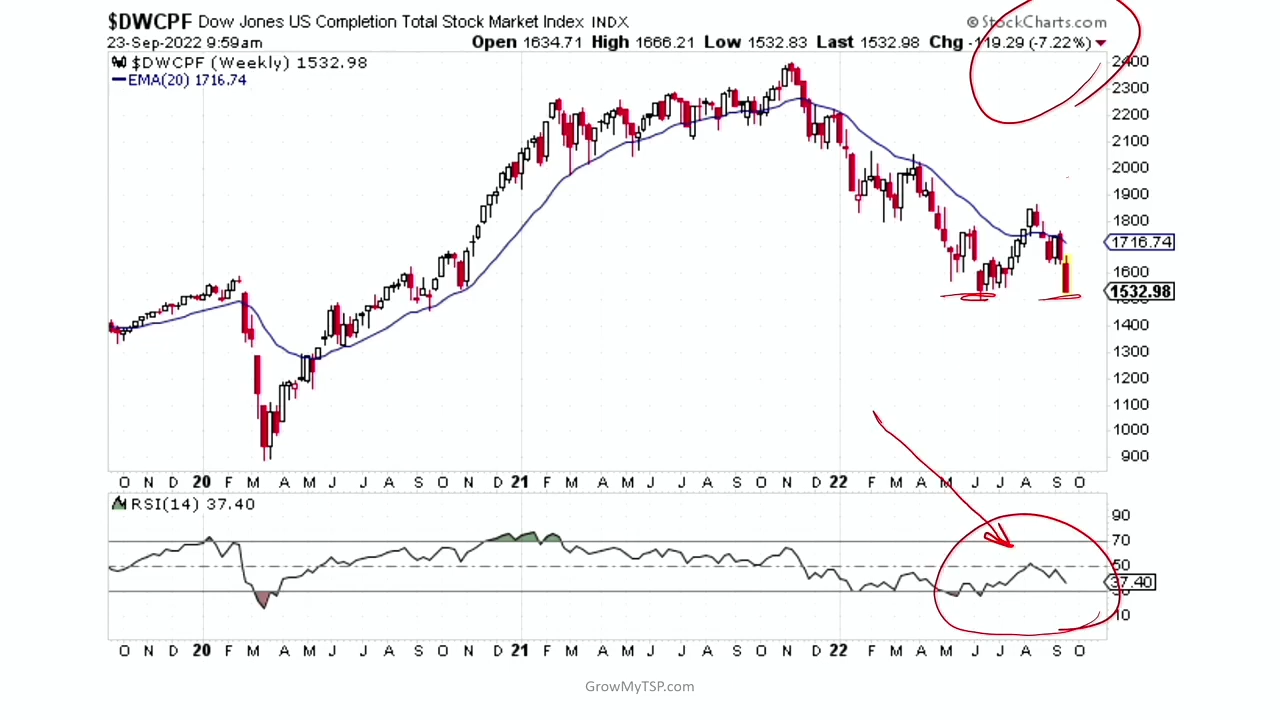 $DWCPF Dow Jones US Completion Total Stock Market Index INDX
© StockCharts.com
23-Sep-2022 9:59am
Open 1634.71 High 1666.21 Low 1532.83 Last 1532.98 Chg -119.29 (-7.22%)
$DWCPF (Weekly) 1532.98
EMA(20) 1716.74
2400
2300
2200
2100
2000
1900
1800
1716.74
1600
1532.98
1400
1300
1200
1100
1000
900
O N D 20 F M A M J J A S O N D 21 F M A M J J A S O N D 22 F M A M J J A S O
RSI(14) 37.40
90
70
50
37.40
30
10
O N D 20 F M A M J J A S O N D 21 F M A M J J A S O N D 22 F M A M J J A S O
GrowMyTSP.com